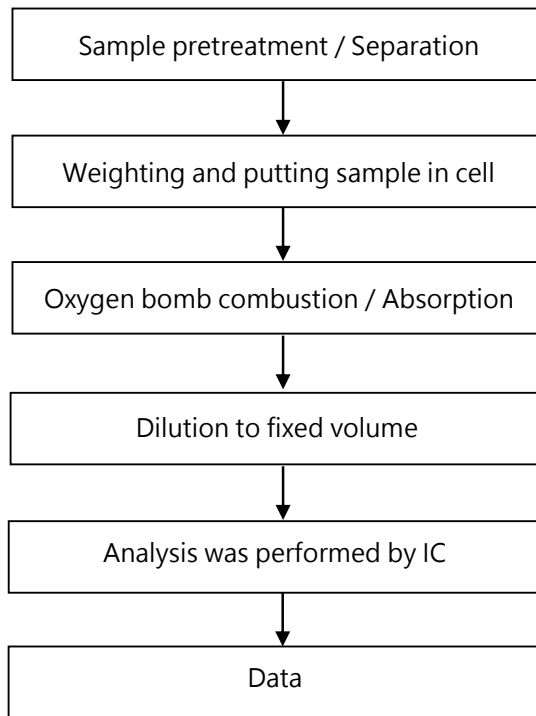 Sample pretreatment / Separation
Weighting and putting sample in cell
Oxygen bomb combustion / Absorption
Dilution to fixed volume
Analysis was performed by IC
Data